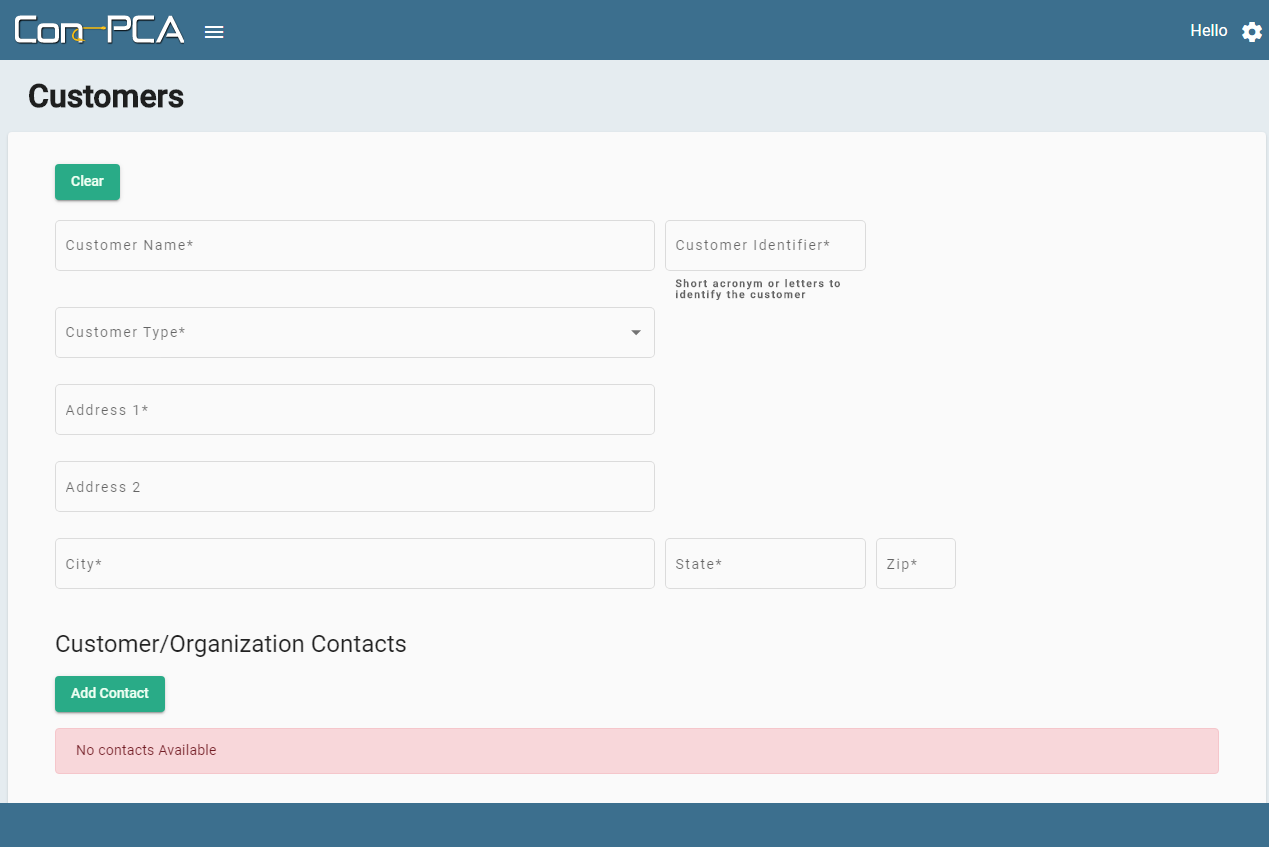 Con-PCA
Hello
Customers
Clear
Customer Name*
Customer Identifier*
Short acronym or letters to
identify the customer
Customer Type*
Address 1*
Address 2
City*
State*
Zip*
Customer/Organization Contacts
Add Contact
No contacts Available